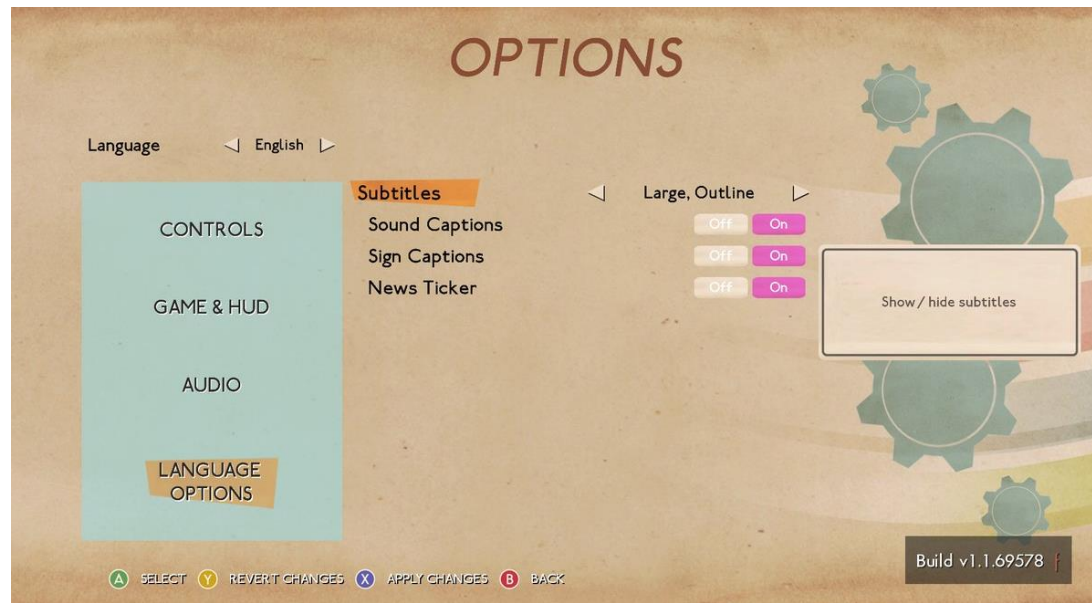 OPTIONS
Language English
Subtitles Large, Outline
CONTROLS
Sound Captions Off On
Sign Captions Off On
News Ticker Off On
GAME & HUD
Show / hide subtitles
AUDIO
LANGUAGE
OPTIONS
Build v1.1.69578 f
A SELECT Y REVERT CHANGES X APPLY CHANGES B BACK